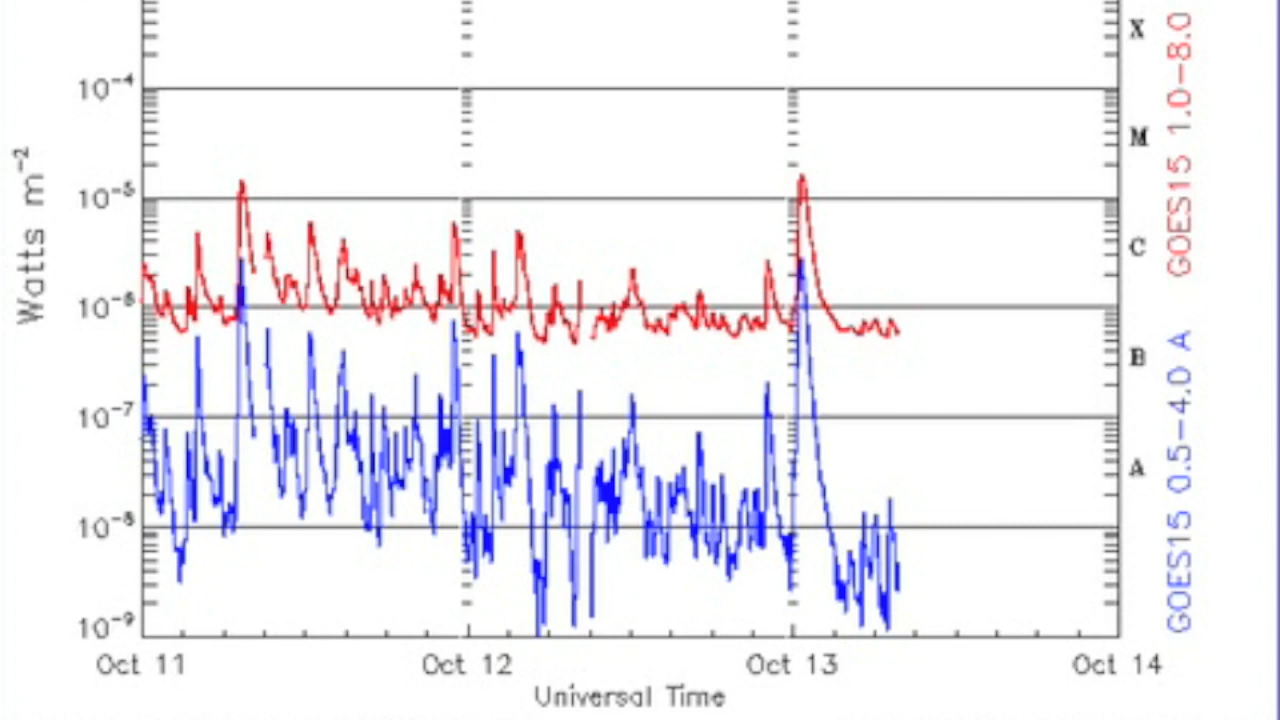 X
10⁻⁴
M
10⁻⁵
C
10⁻⁶
B
10⁻⁷
A
10⁻⁸
10⁻⁹
Watts m⁻²
GOES15 1.0−8.0
GOES15 0.5−4.0 A
Oct 11 Oct 12 Oct 13 Oct 14
Universal Time